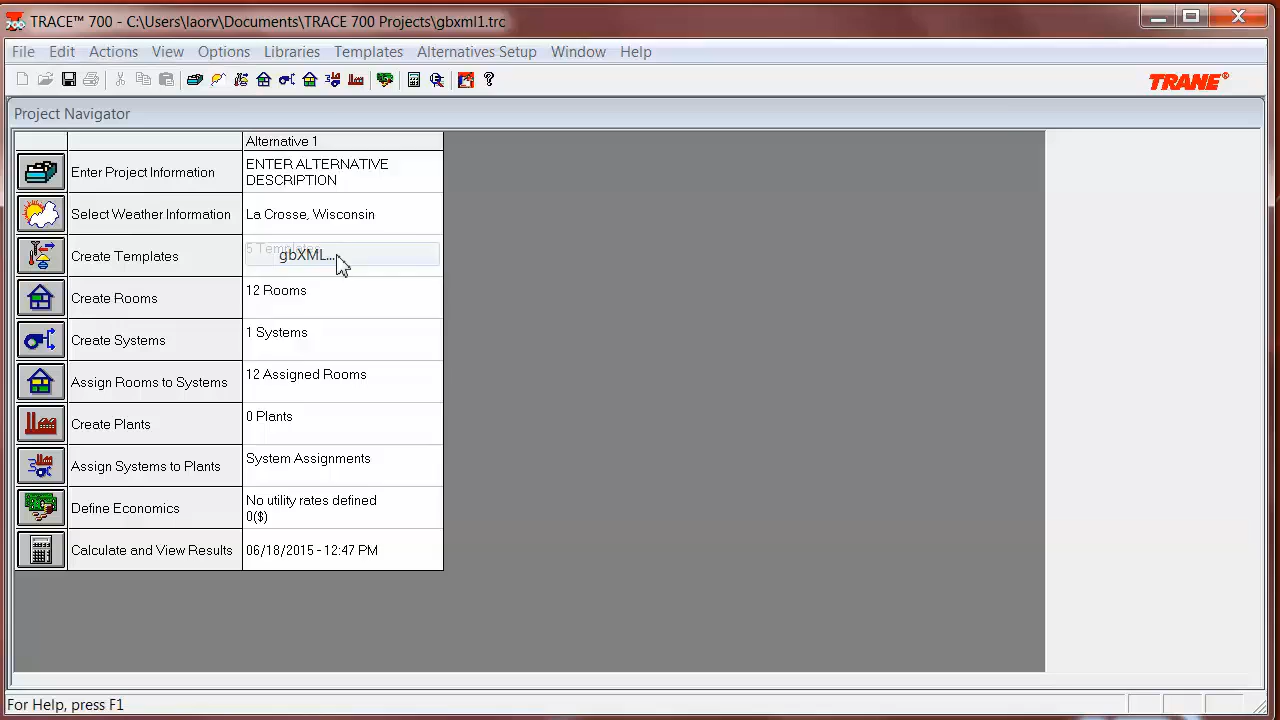 700 TRACE™ 700 - C:\Users\laorv\Documents\TRACE 700 Projects\gbxml1.trc
File Edit Actions View Options Libraries Templates Alternatives Setup Window Help
TRANE®
Project Navigator
Alternative 1
Enter Project Information
ENTER ALTERNATIVE
DESCRIPTION
Select Weather Information
La Crosse, Wisconsin
Create Templates
5 Templates
gbXML...
Create Rooms
12 Rooms
Create Systems
1 Systems
Assign Rooms to Systems
12 Assigned Rooms
Create Plants
0 Plants
Assign Systems to Plants
System Assignments
Define Economics
No utility rates defined
0($)
Calculate and View Results
06/18/2015 - 12:47 PM
For Help, press F1